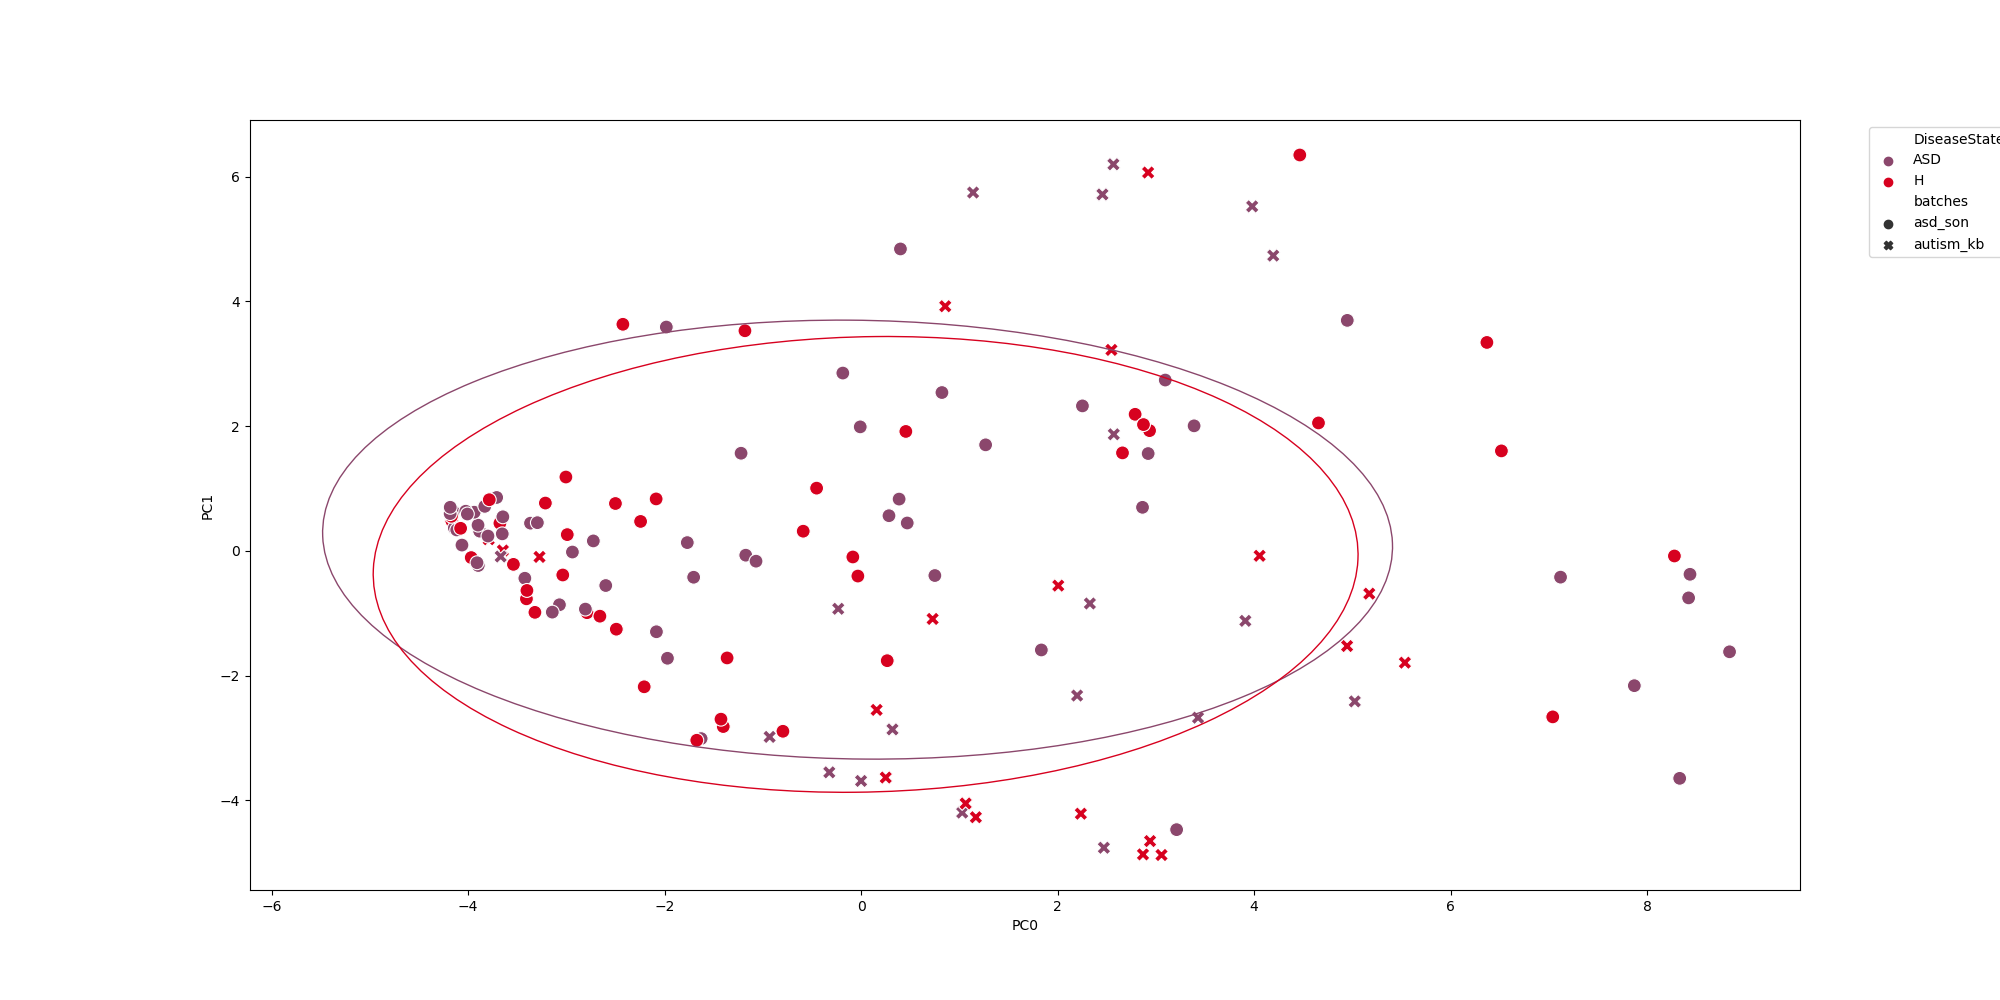 DiseaseState
ASD
H
batches
asd_son
autism_kb
6
4
2
0
−2
−4
PC1
−6
−4
−2
0
2
4
6
8
PC0